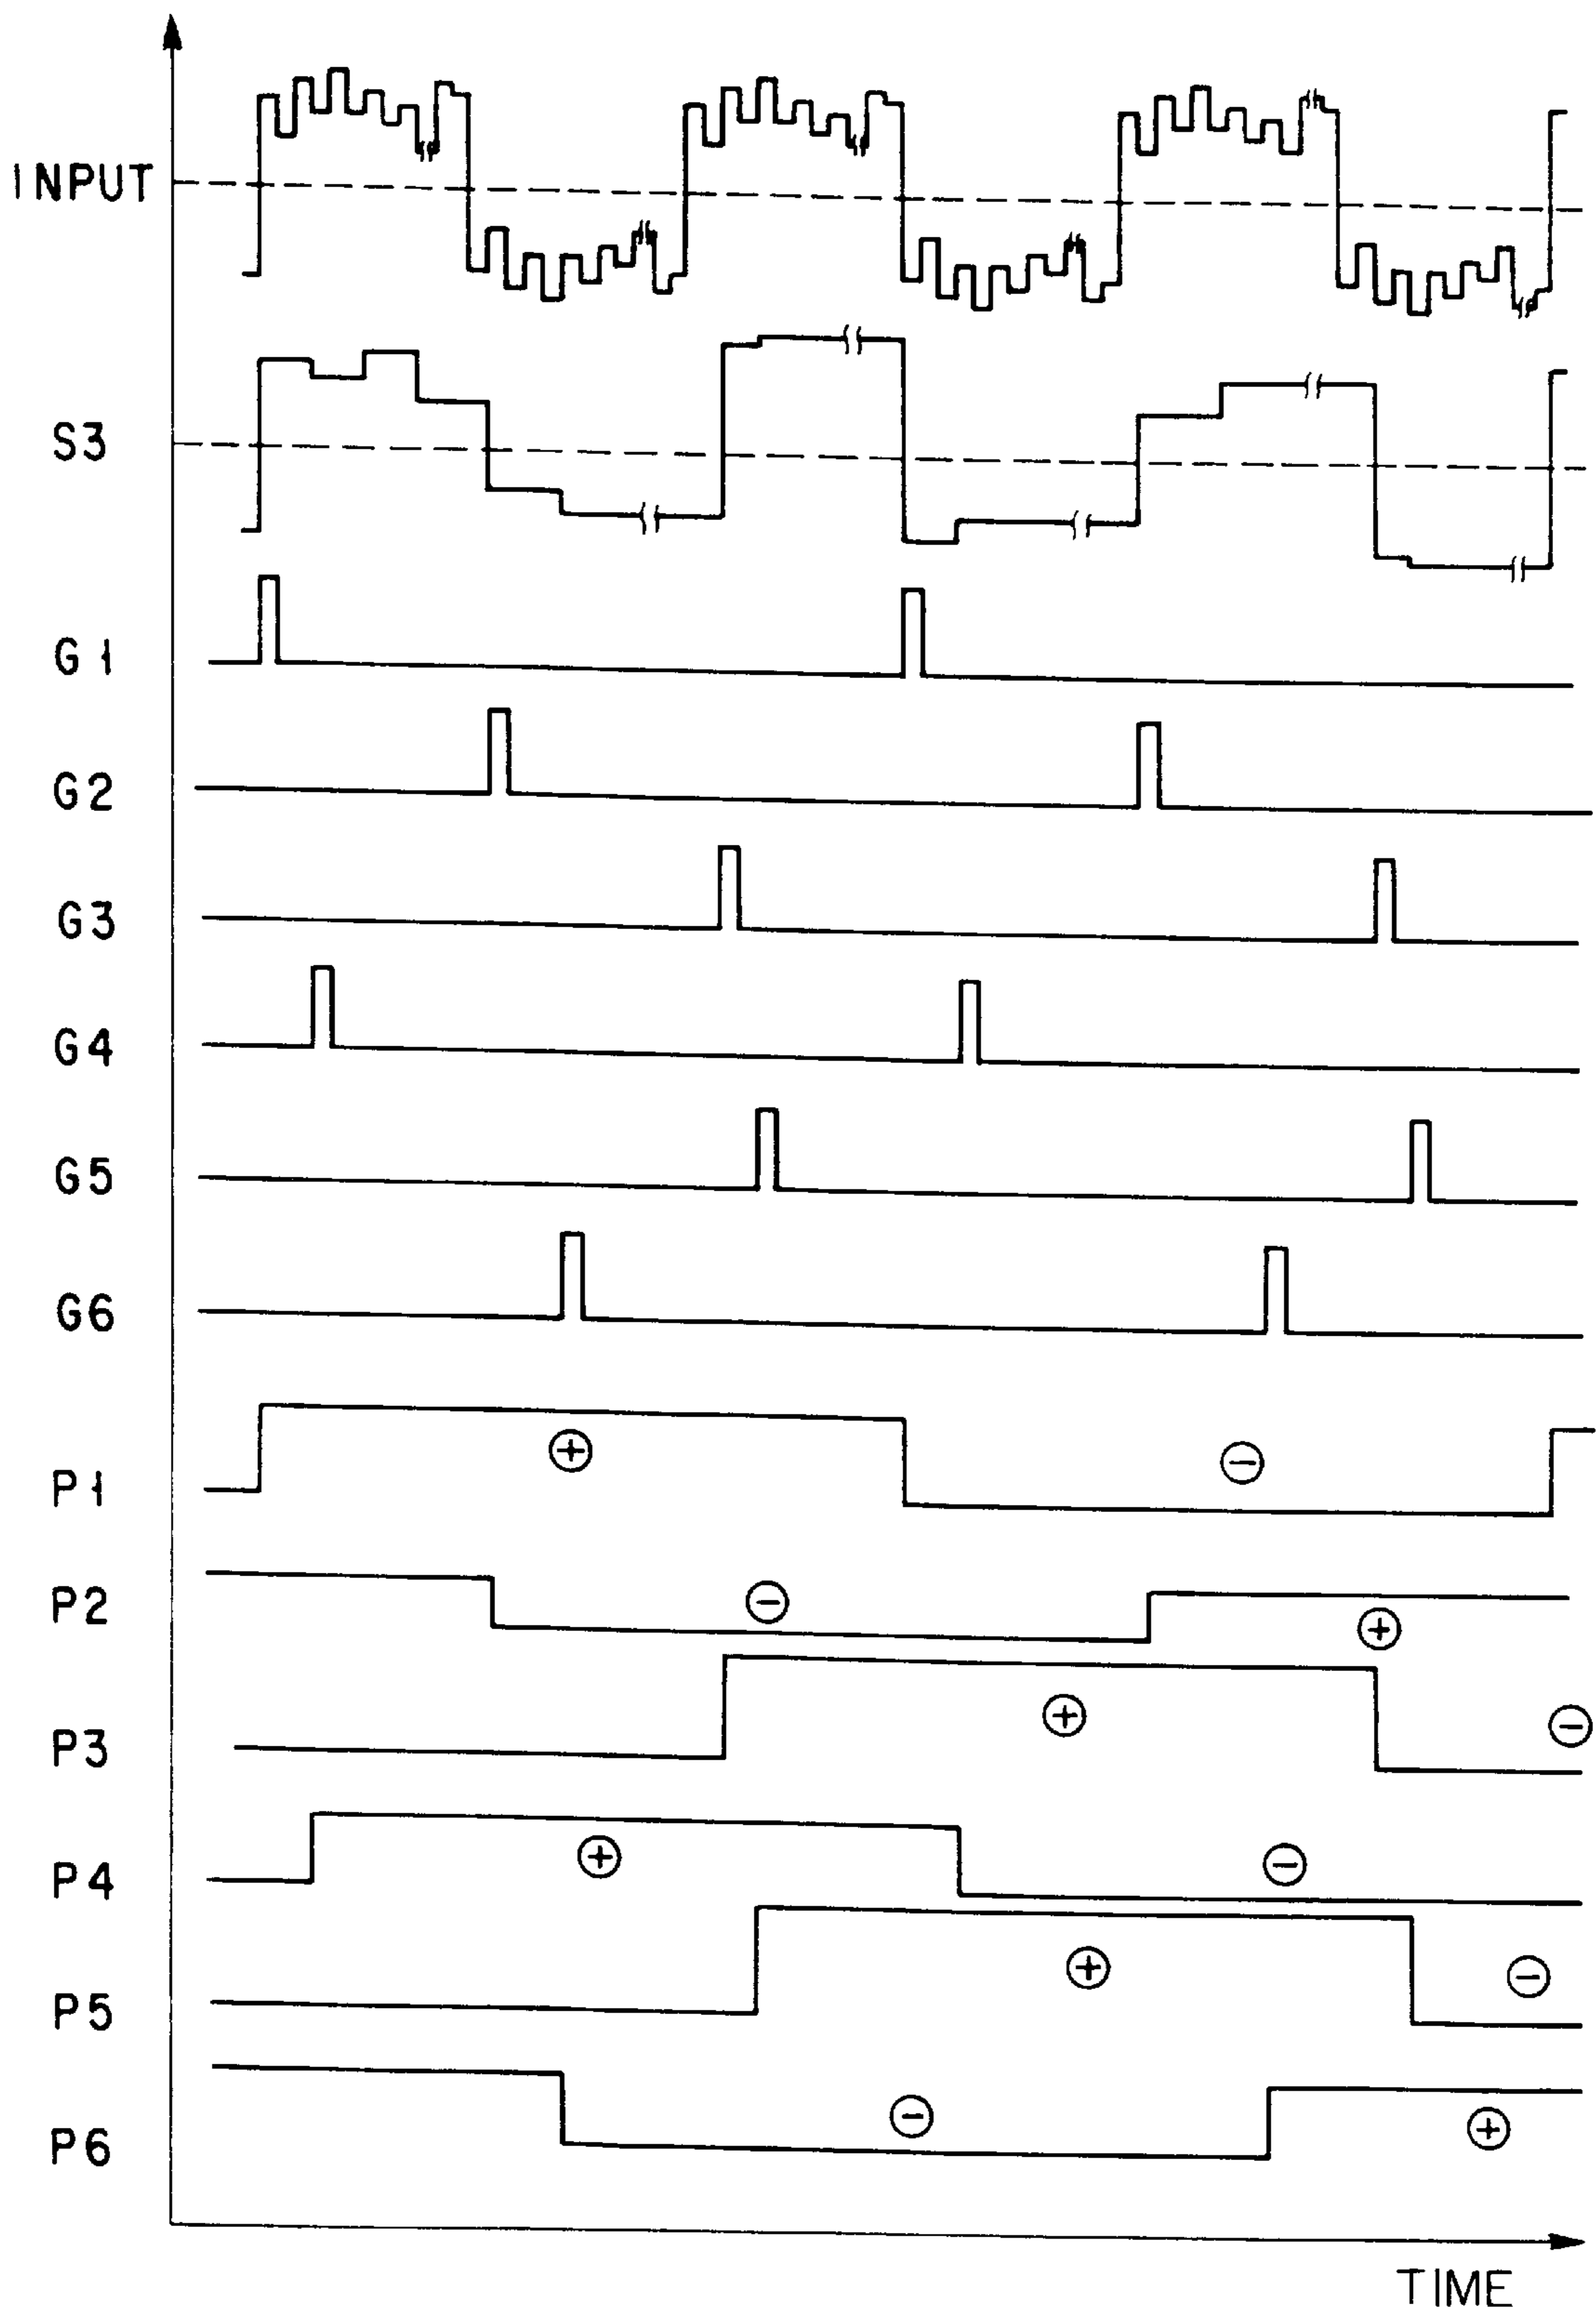 INPUT
S3
G1
G2
G3
G4
G5
G6
P1
+
-
P2
-
+
P3
+
-
P4
+
-
P5
+
-
P6
-
+
TIME